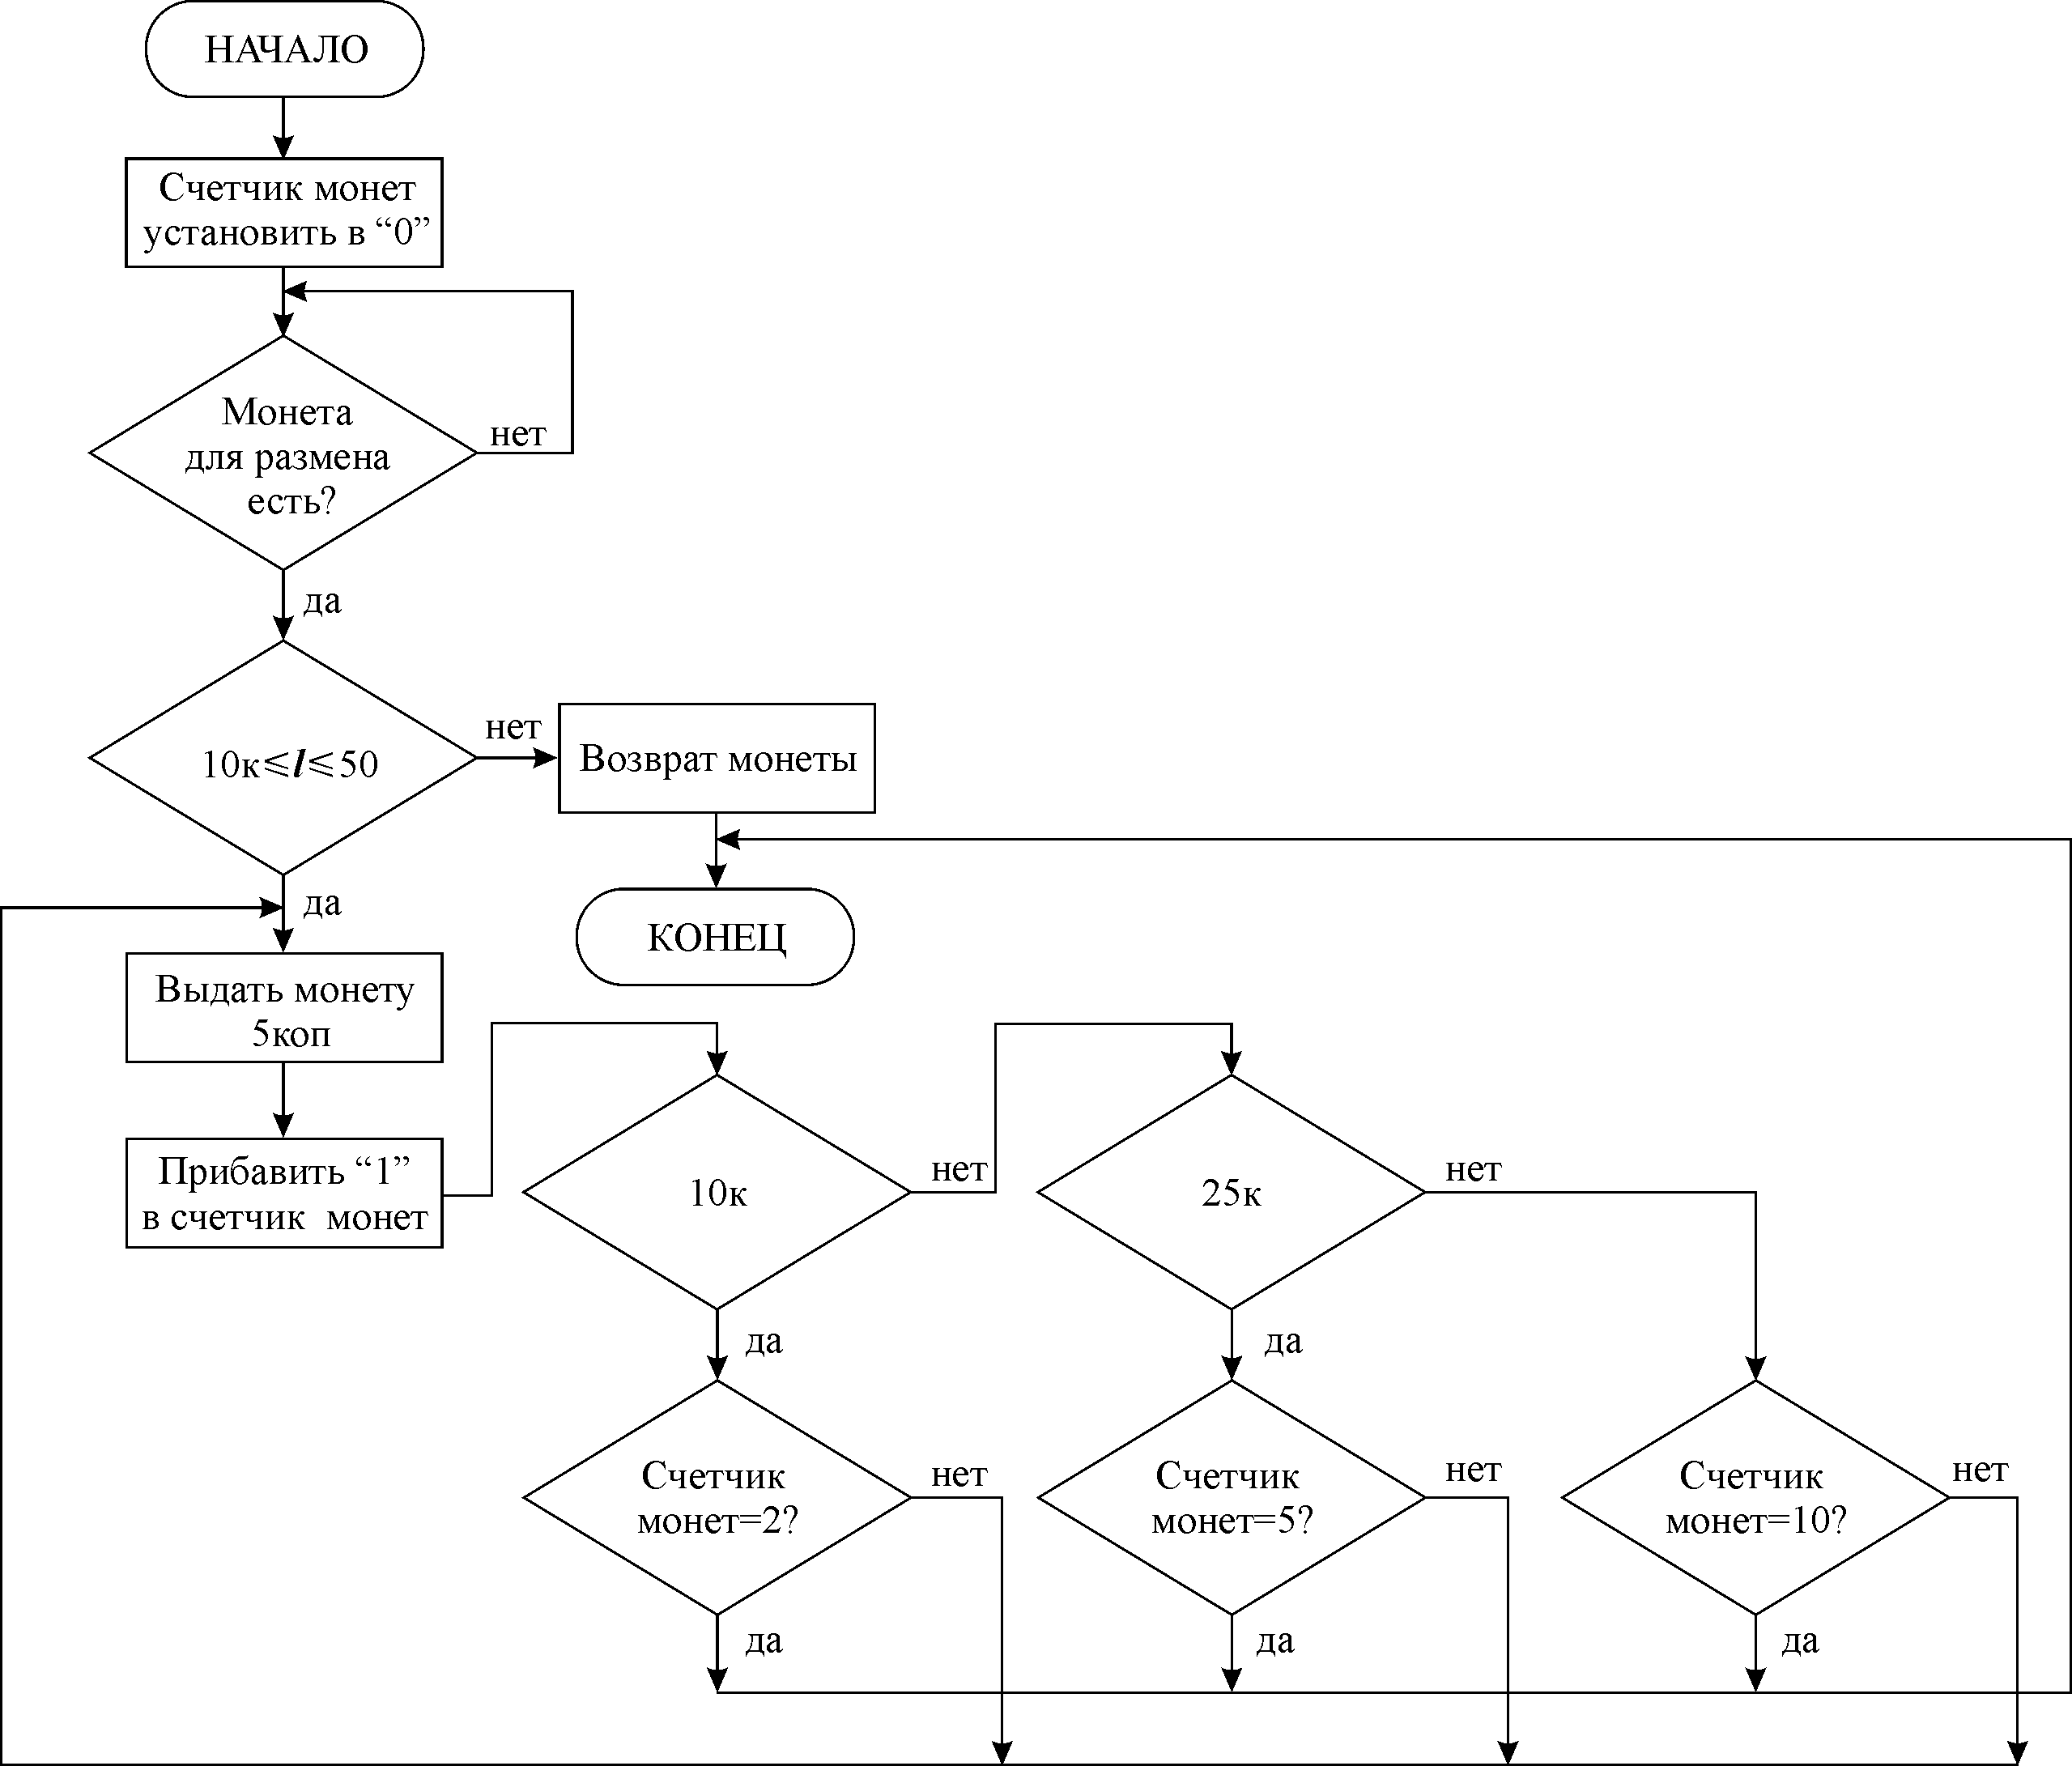 НАЧАЛО
Счетчик монет
установить в “0”
Монета
для размена
есть?
нет
да
10к⩽l⩽50
нет
Возврат монеты
да
КОНЕЦ
Выдать монету
5коп
Прибавить “1”
в счетчик монет
10к
нет
25к
нет
да
да
Счетчик
монет=2?
нет
Счетчик
монет=5?
нет
Счетчик
монет=10?
нет
да
да
да